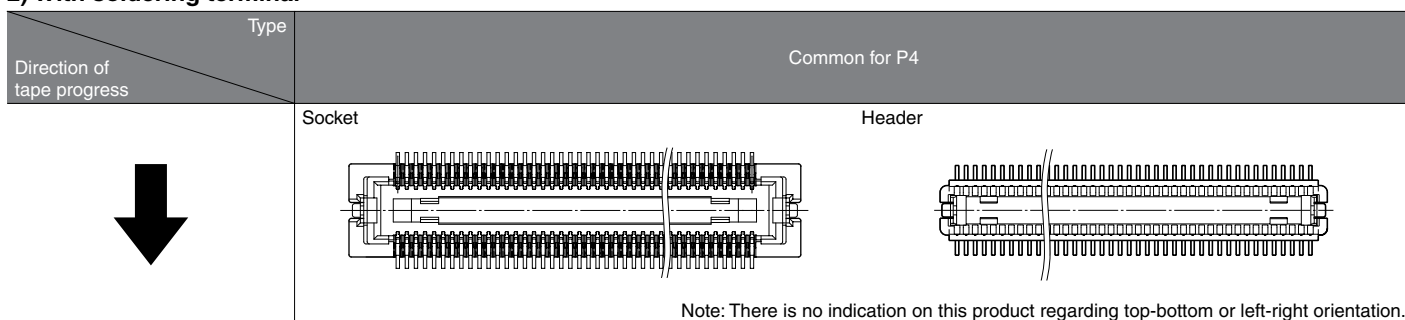 2) With soldering terminal
Type
Direction of
tape progress
Common for P4
Socket
Header
Note: There is no indication on this product regarding top-bottom or left-right orientation.